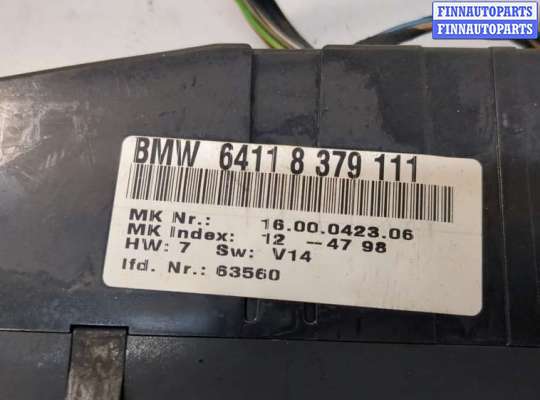 FINNAUTOPARTS
FINNAUTOPARTS
FINNAUTOPARTS
BMW 6411 8 379 111
MK Nr.: 16.00.0423.06
MK Index: 12 --47 98
HW: 7 Sw: V14
lfd. Nr.: 63560